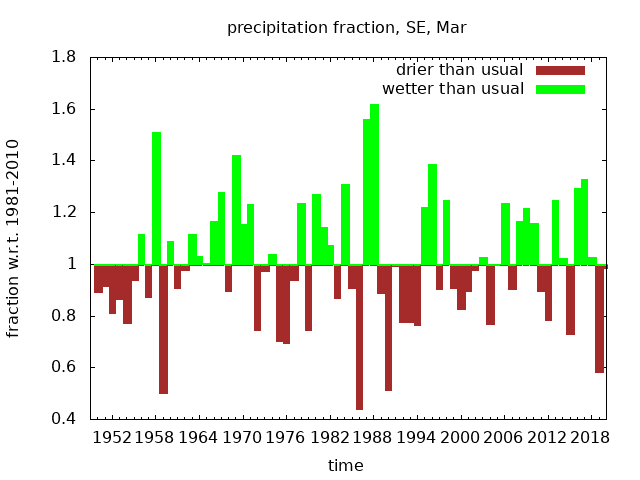 precipitation fraction, SE, Mar
drier than usual
wetter than usual
fraction w.r.t. 1981-2010
1.8
1.6
1.4
1.2
1
0.8
0.6
0.4
1952 1958 1964 1970 1976 1982 1988 1994 2000 2006 2012 2018
time